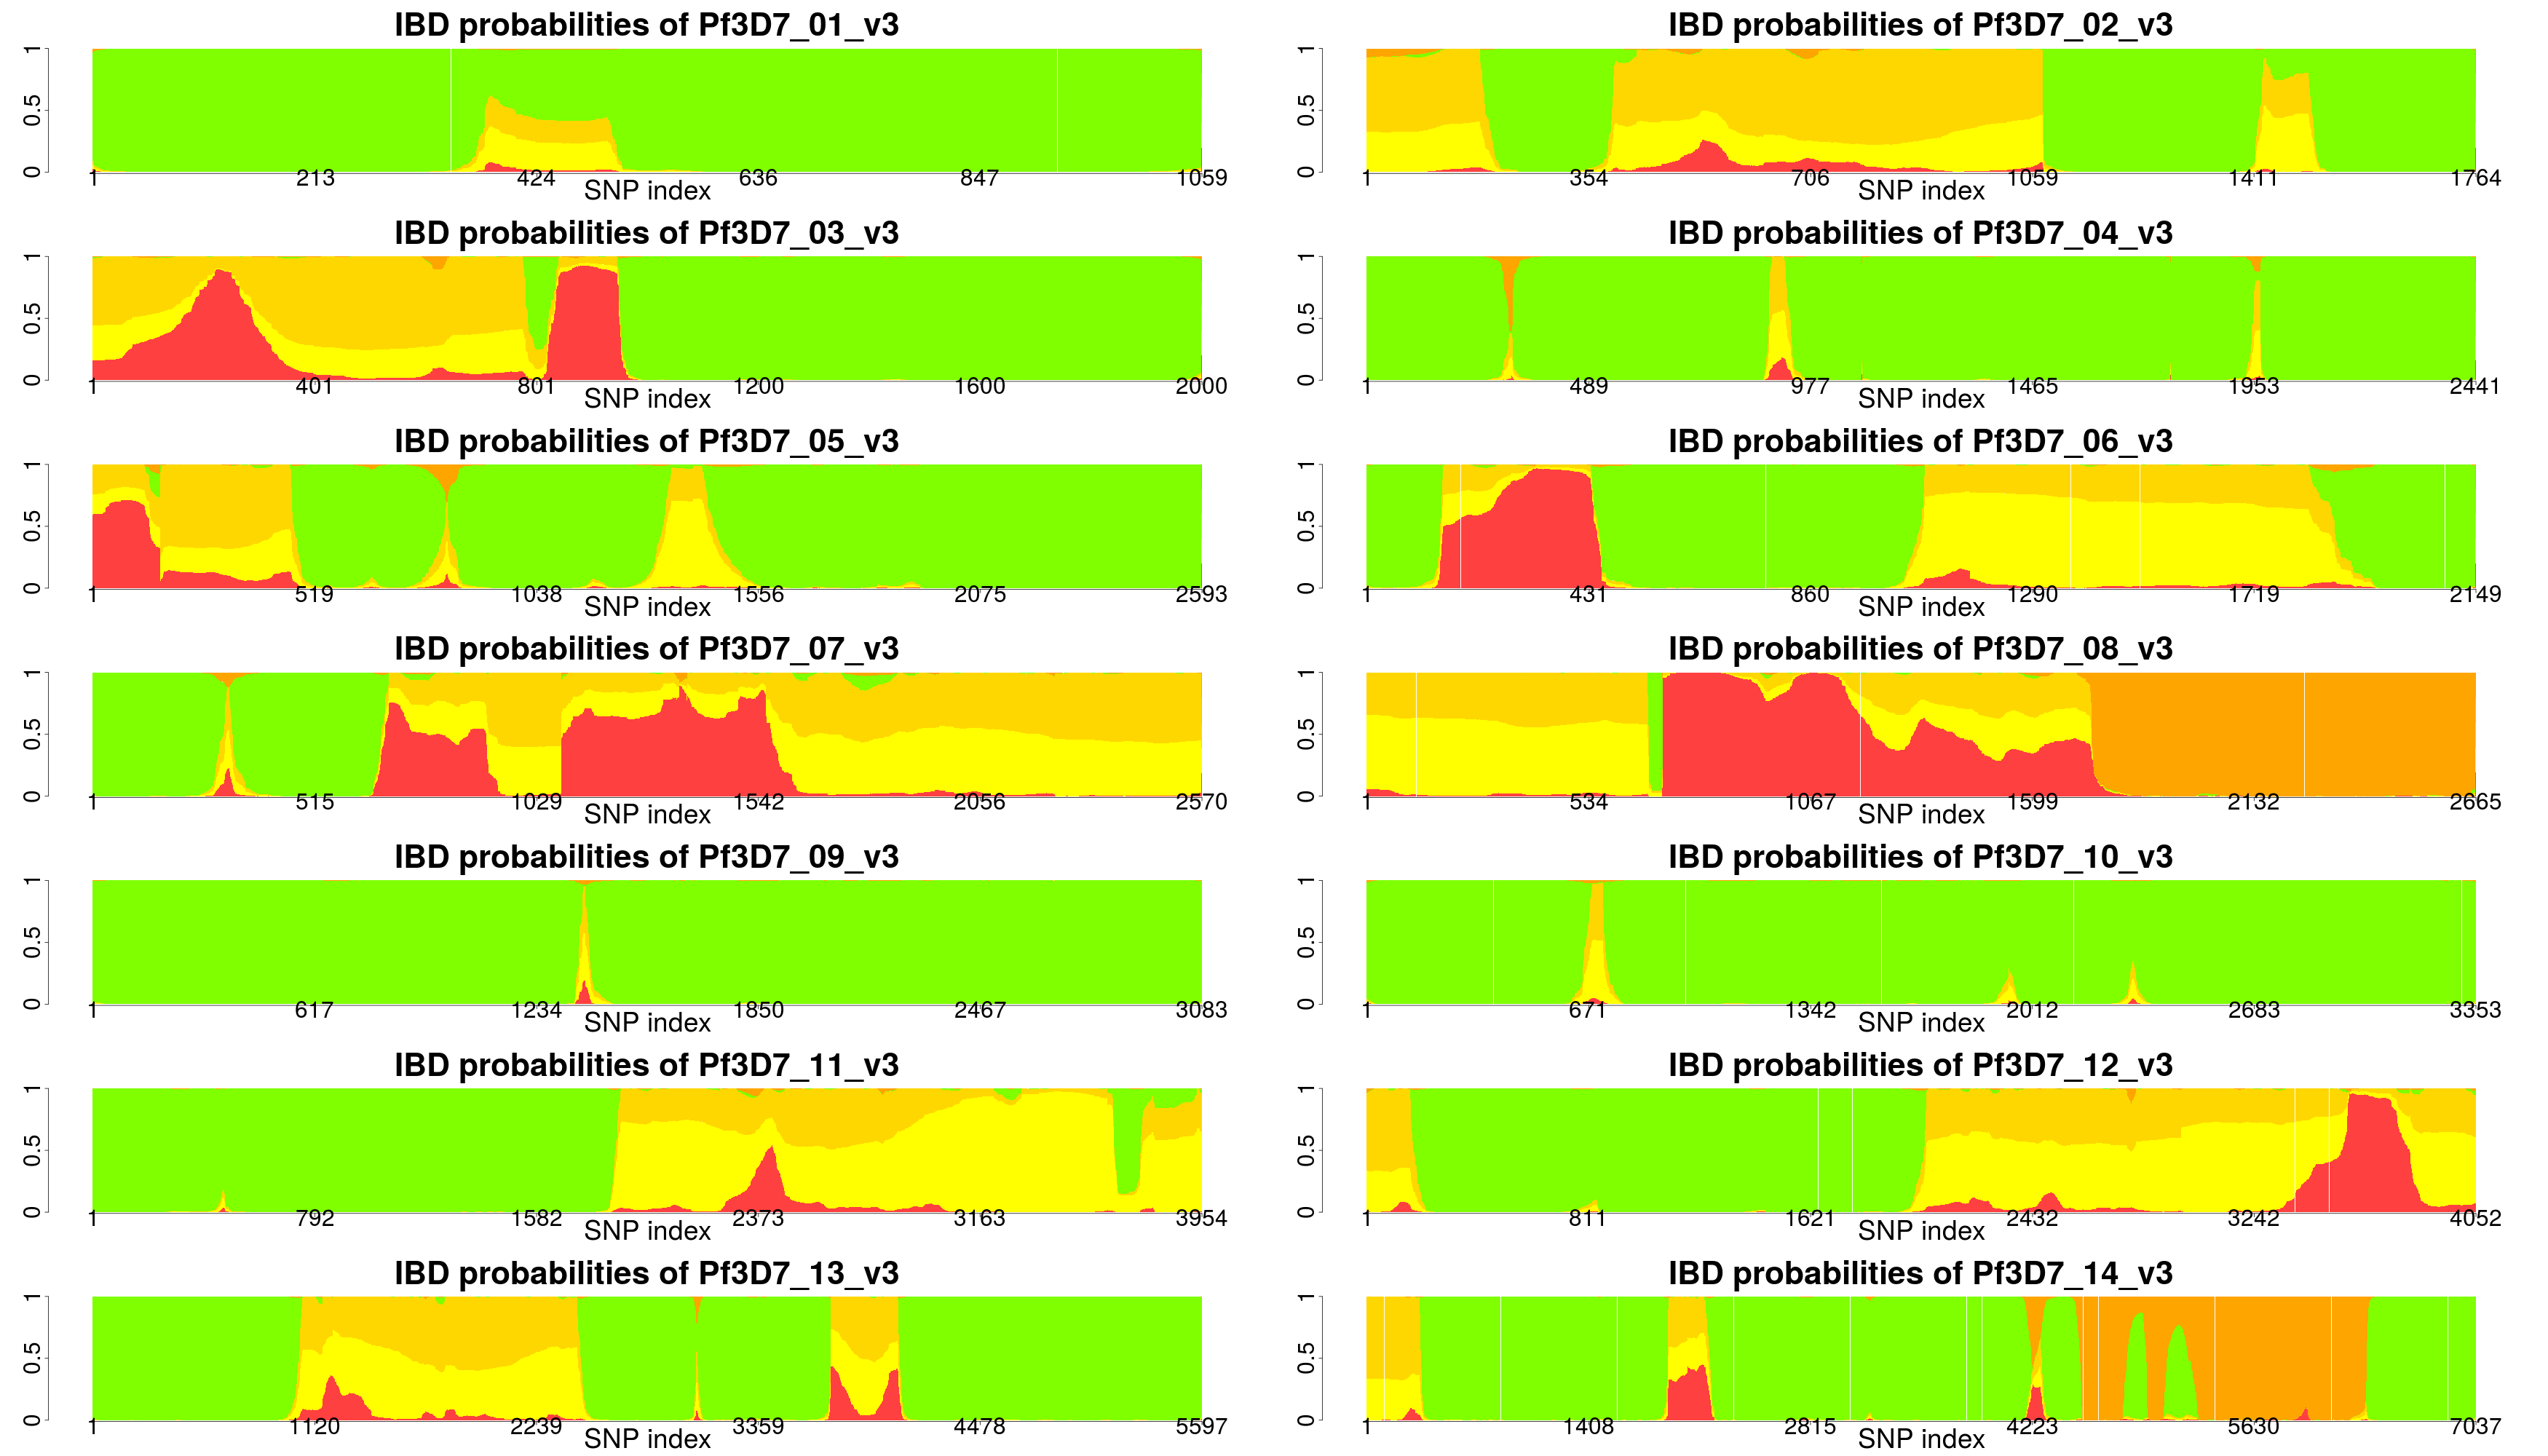 IBD probabilities of Pf3D7_01_v3
0 0.5 1
1 213 424 636 847 1059
SNP index
IBD probabilities of Pf3D7_02_v3
0 0.5 1
1 354 706 1059 1411 1764
SNP index
IBD probabilities of Pf3D7_03_v3
0 0.5 1
1 401 801 1200 1600 2000
SNP index
IBD probabilities of Pf3D7_04_v3
0 0.5 1
1 489 977 1465 1953 2441
SNP index
IBD probabilities of Pf3D7_05_v3
0 0.5 1
1 519 1038 1556 2075 2593
SNP index
IBD probabilities of Pf3D7_06_v3
0 0.5 1
1 431 860 1290 1719 2149
SNP index
IBD probabilities of Pf3D7_07_v3
0 0.5 1
1 515 1029 1542 2056 2570
SNP index
IBD probabilities of Pf3D7_08_v3
0 0.5 1
1 534 1067 1599 2132 2665
SNP index
IBD probabilities of Pf3D7_09_v3
0 0.5 1
1 617 1234 1850 2467 3083
SNP index
IBD probabilities of Pf3D7_10_v3
0 0.5 1
1 671 1342 2012 2683 3353
SNP index
IBD probabilities of Pf3D7_11_v3
0 0.5 1
1 792 1582 2373 3163 3954
SNP index
IBD probabilities of Pf3D7_12_v3
0 0.5 1
1 811 1621 2432 3242 4052
SNP index
IBD probabilities of Pf3D7_13_v3
0 0.5 1
1 1120 2239 3359 4478 5597
SNP index
IBD probabilities of Pf3D7_14_v3
0 0.5 1
1 1408 2815 4223 5630 7037
SNP index